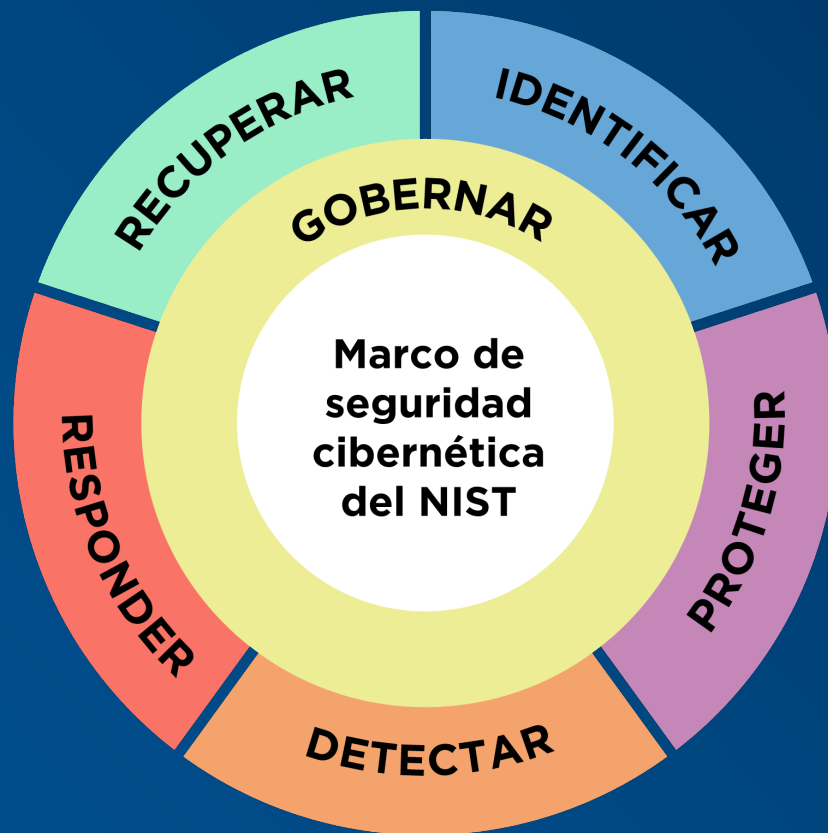 RECUPERAR
IDENTIFICAR
GOBERNAR
Marco de
seguridad
cibernética
del NIST
PROTEGER
RESPONDER
DETECTAR